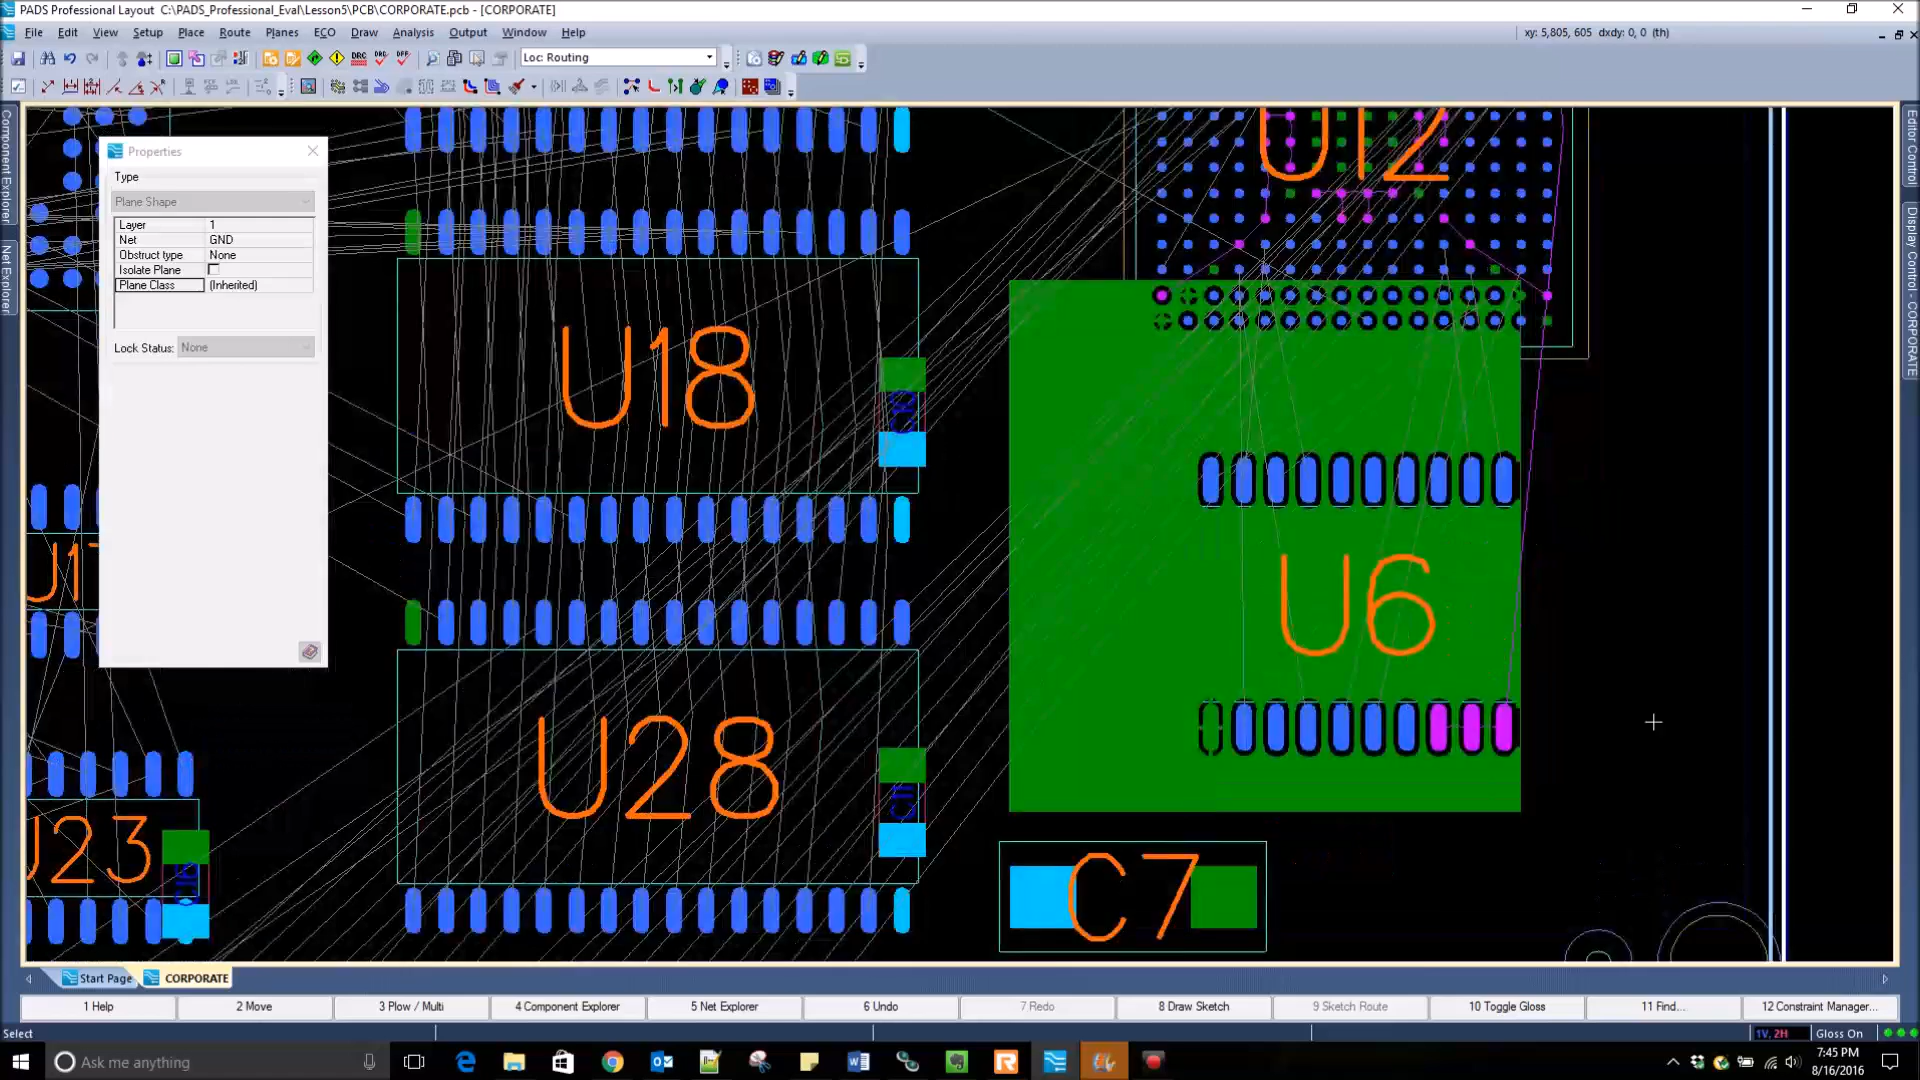 PADS Professional Layout  C:\PADS_Professional_Eval\Lesson5\PCB\CORPORATE.pcb - [CORPORATE]
File  Edit  View  Setup  Place  Route  Planes  ECO  Draw  Analysis  Output  Window  Help
xy: 5,805, 605  dxdy: 0, 0  (th)
Loc: Routing
Component Explorer
Net Explorer
Editor Control
Display Control - CORPORATE
Properties
Type
Plane Shape
Layer  1
Net  GND
Obstruct type  None
Isolate Plane
Plane Class  (Inherited)
Lock Status:  None
U12
U18
U6
U28
C11
C7
Start Page  CORPORATE
1 Help  2 Move  3 Plow / Multi  4 Component Explorer  5 Net Explorer  6 Undo  7 Redo  8 Draw Sketch  9 Sketch Route  10 Toggle Gloss  11 Find...  12 Constraint Manager...
Select
1V, 2H  Gloss On
Ask me anything
7:45 PM
8/16/2016